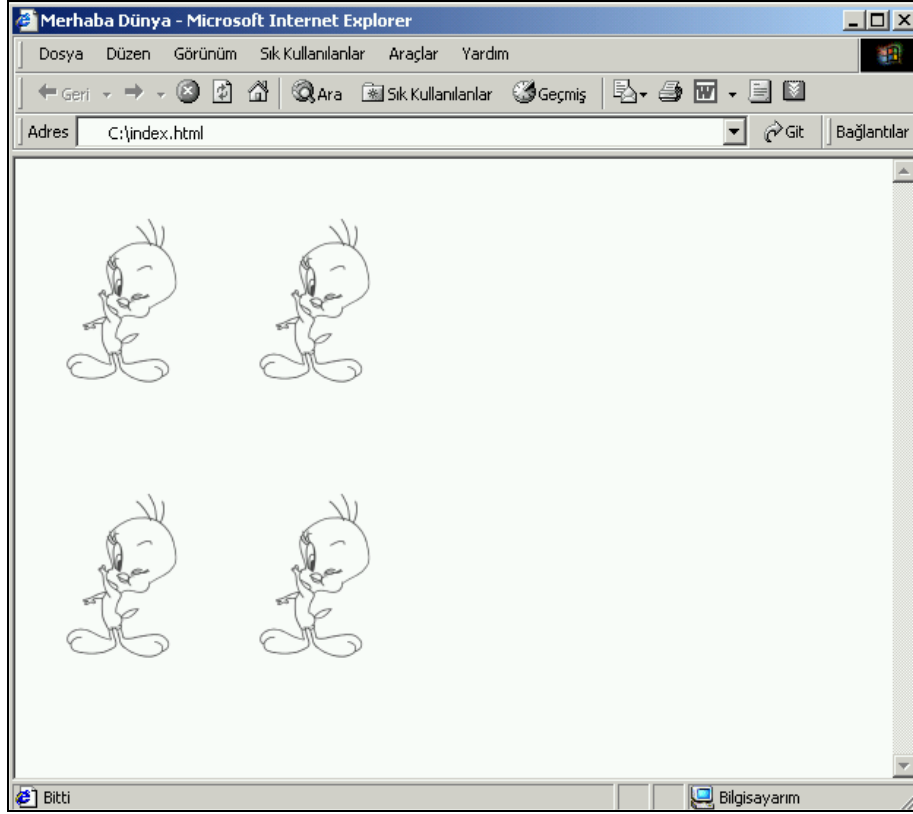 Merhaba Dünya - Microsoft Internet Explorer
Dosya Düzen Görünüm Sık Kullanılanlar Araçlar Yardım
Geri Ara Sık Kullanılanlar Geçmiş W
Adres C:\index.html Git Bağlantılar
Bitti Bilgisayarım